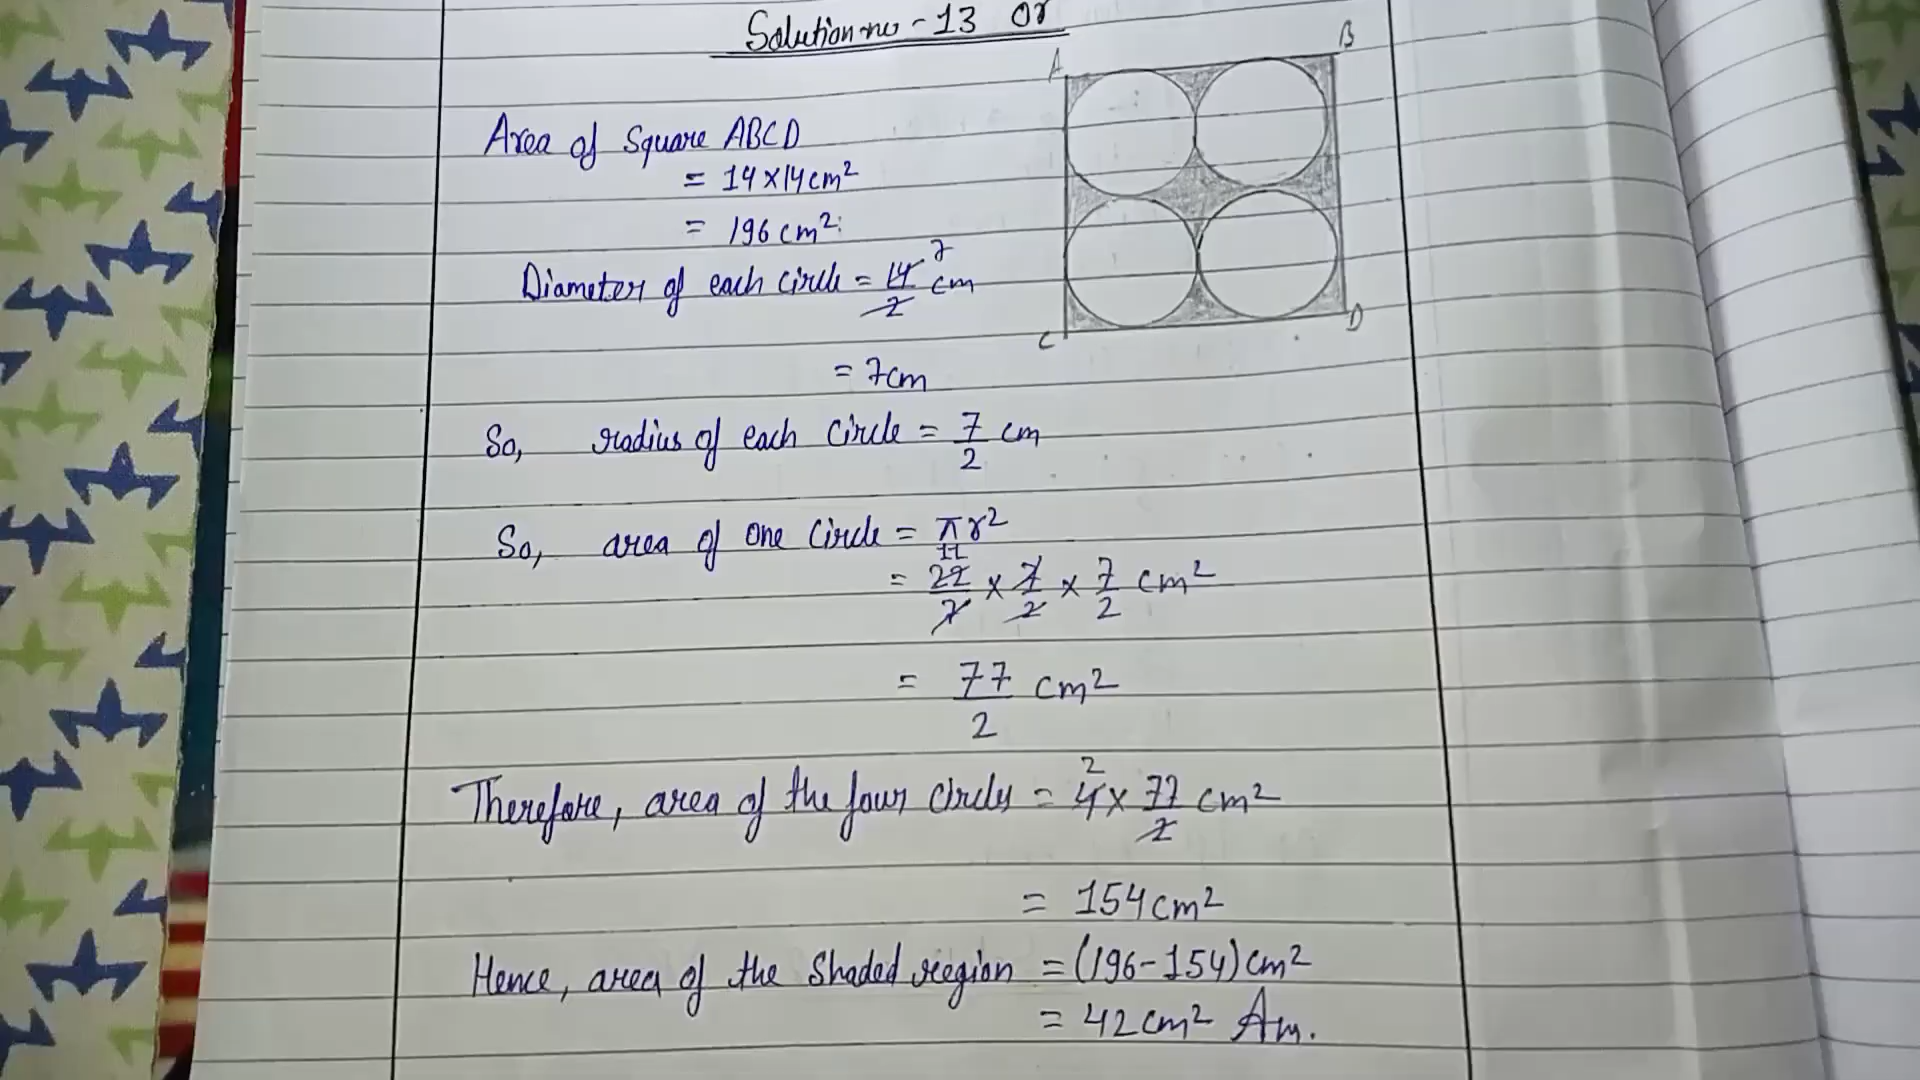 Solution no - 13 Or
A
B
C
D
Area of Square ABCD
= 14 x 14 cm²
= 196 cm²
Diameter of each circle = 14/2 7 cm
= 7cm
So, radius of each circle = 7/2 cm
So, area of one circle = πr²
= 22/7 11 x 7/2 x 7/2 cm²
= 77/2 cm²
Therefore, area of the four circles = 4 2 x 77/2 cm²
= 154 cm²
Hence, area of the shaded region = (196-154) cm²
= 42 cm² Ans.